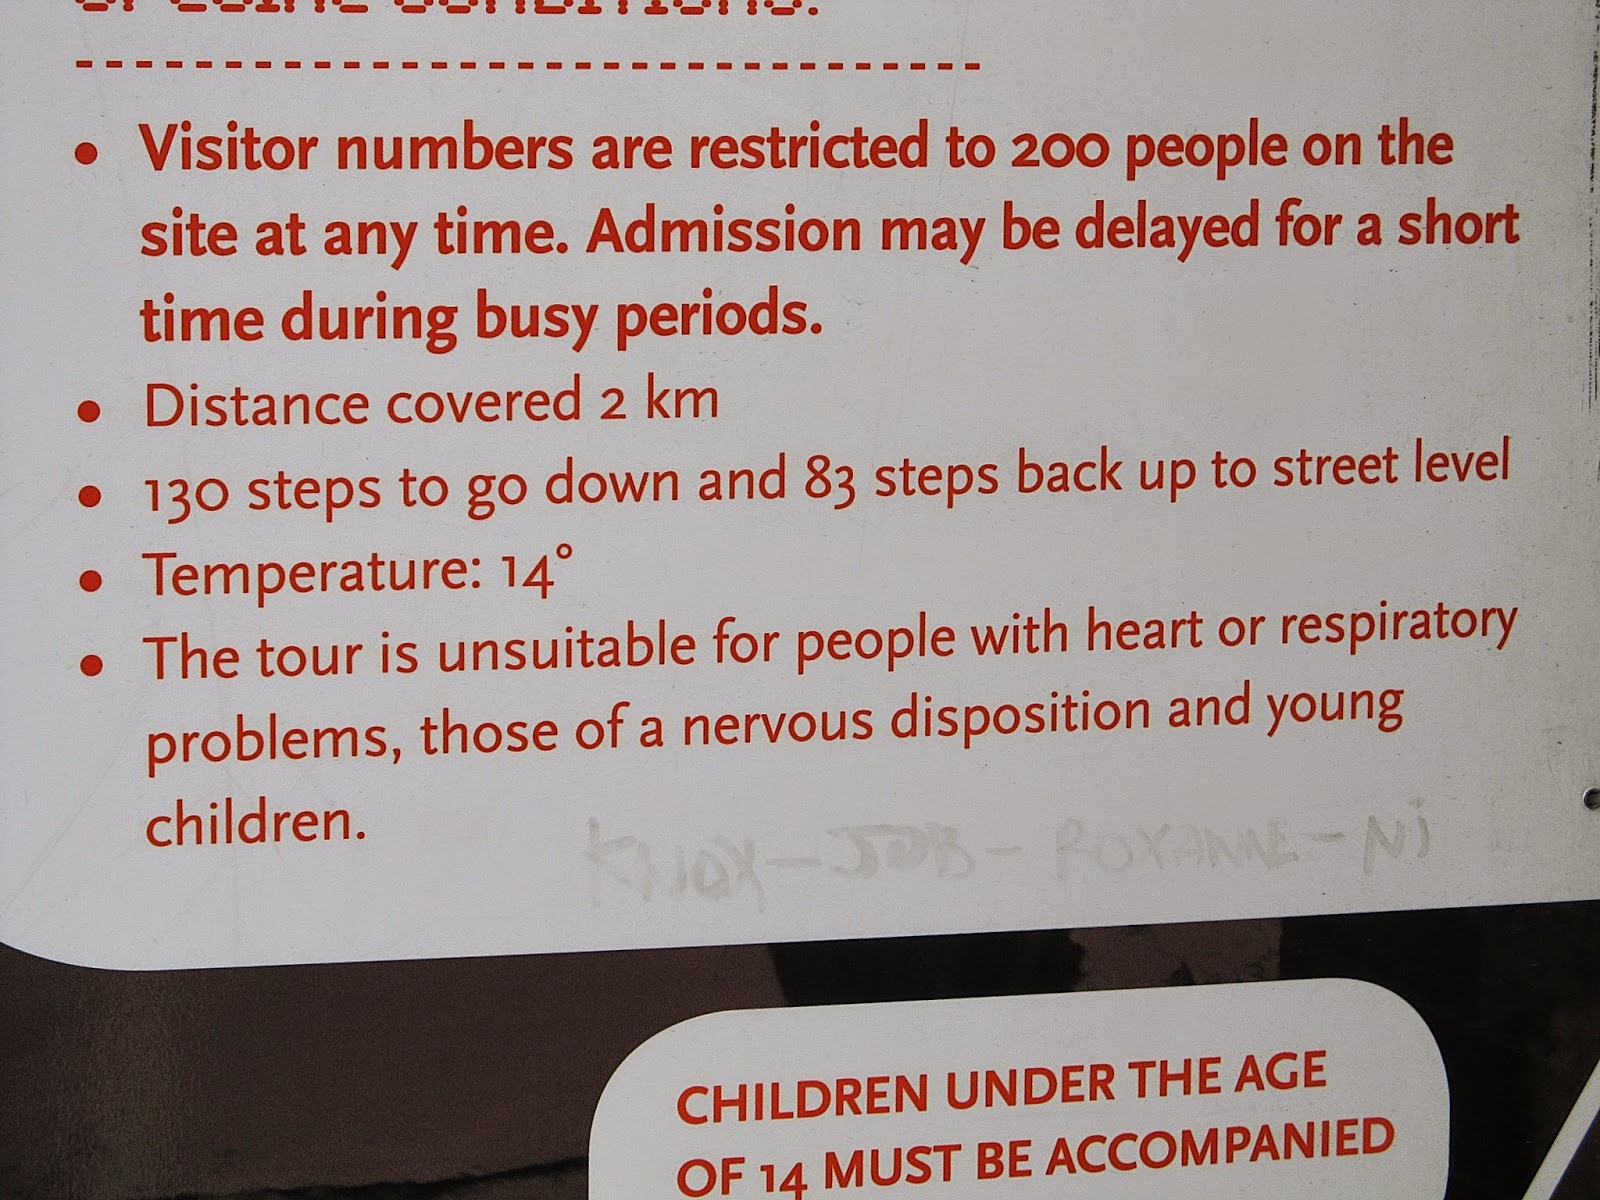 • Visitor numbers are restricted to 200 people on the
site at any time. Admission may be delayed for a short
time during busy periods.
• Distance covered 2 km
• 130 steps to go down and 83 steps back up to street level
• Temperature: 14°
• The tour is unsuitable for people with heart or respiratory
problems, those of a nervous disposition and young
children.
ROXANNE - Ni
CHILDREN UNDER THE AGE
OF 14 MUST BE ACCOMPANIED